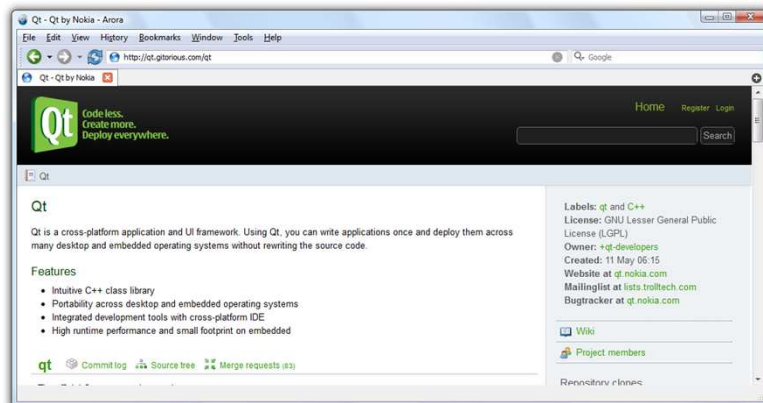 Qt - Qt by Nokia - Arora
File Edit View History Bookmarks Window Tools Help
http://qt.gitorious.com/qt
Google
Qt - Qt by Nokia
Qt
Code less.
Create more.
Deploy everywhere.
Home Register Login
Search
Qt
Qt
Qt is a cross-platform application and UI framework. Using Qt, you can write applications once and deploy them across
many desktop and embedded operating systems without rewriting the source code.
Features
Intuitive C++ class library
Portability across desktop and embedded operating systems
Integrated development tools with cross-platform IDE
High runtime performance and small footprint on embedded
qt Commit log Source tree Merge requests (83)
Labels: qt and C++
License: GNU Lesser General Public
License (LGPL)
Owner: +qt-developers
Created: 11 May 06:15
Website at qt.nokia.com
Mailinglist at lists.trolltech.com
Bugtracker at qt.nokia.com
Wiki
Project members
Repository clones